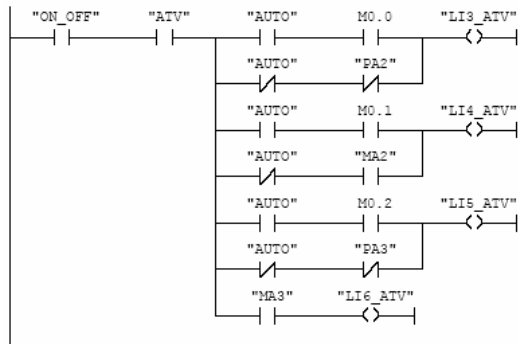 "ON_OFF" "ATV" "AUTO" M0.0 "LI3_ATV"
"AUTO" "PA2"
"AUTO" M0.1 "LI4_ATV"
"AUTO" "MA2"
"AUTO" M0.2 "LI5_ATV"
"AUTO" "PA3"
"MA3" "LI6_ATV"